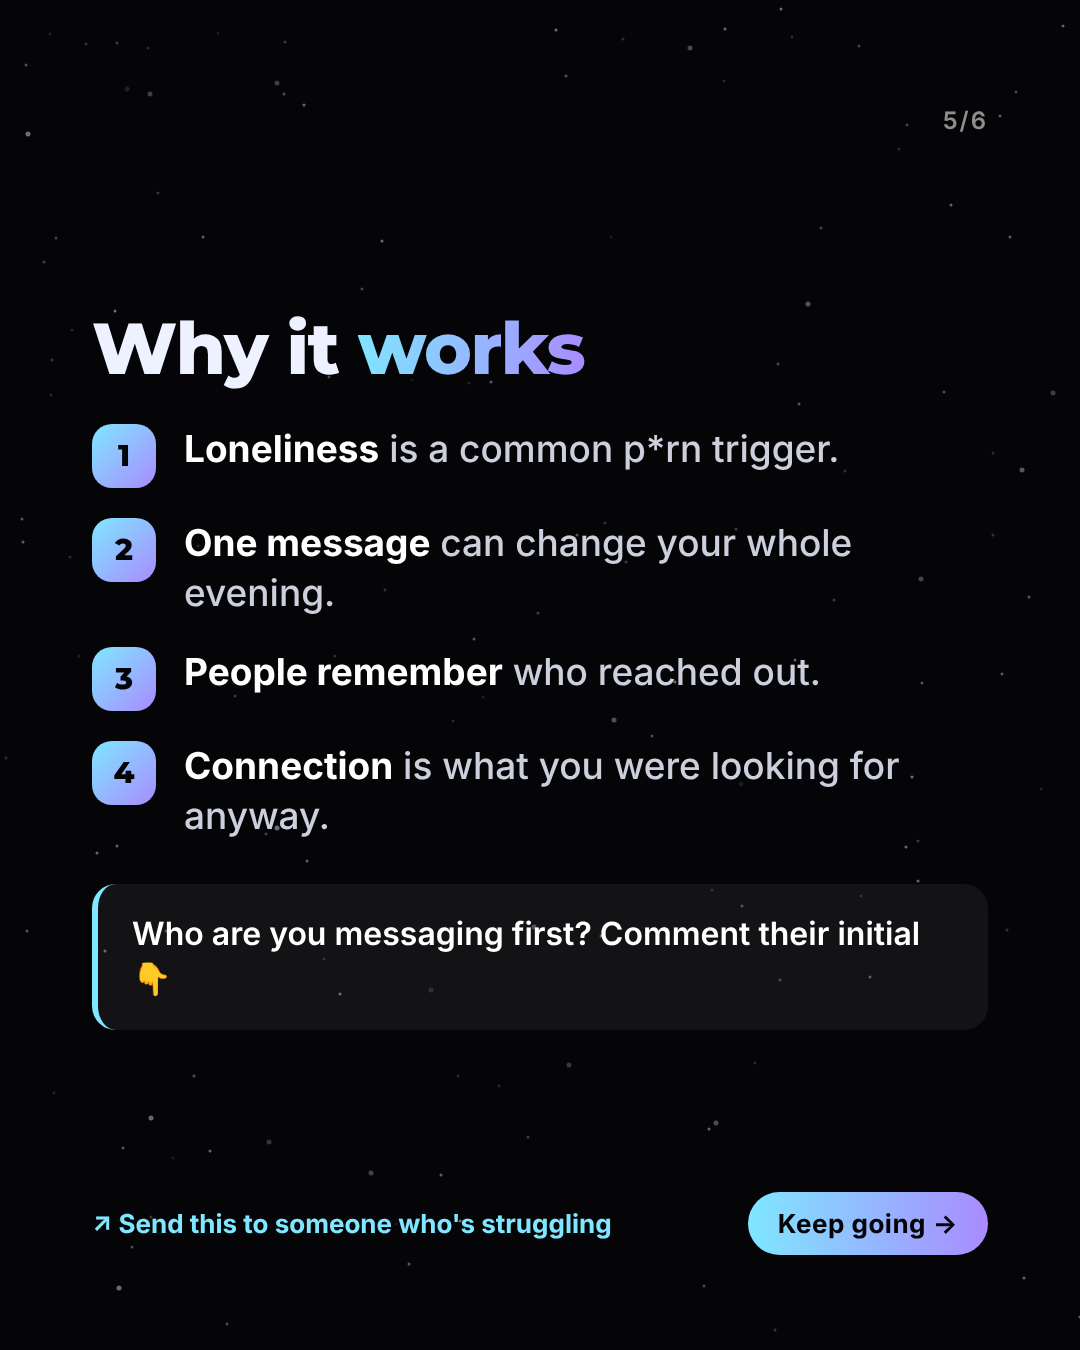 5/6
Why it works
1 Loneliness is a common p*rn trigger.
2 One message can change your whole
evening.
3 People remember who reached out.
4 Connection is what you were looking for
anyway.
Who are you messaging first? Comment their initial
👇
↗ Send this to someone who's struggling
Keep going →